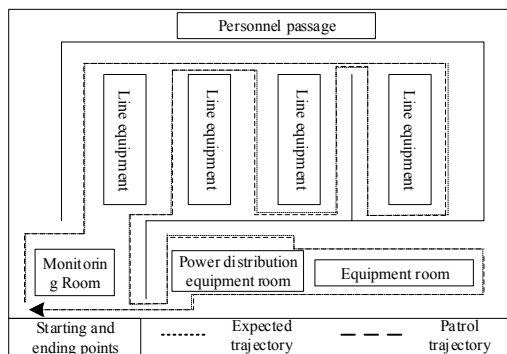 Personnel passage
Line equipment
Line equipment
Line equipment
Line equipment
Monitorin
g Room
Power distribution
equipment room
Equipment room
Starting and
ending points
Expected
trajectory
Patrol
trajectory